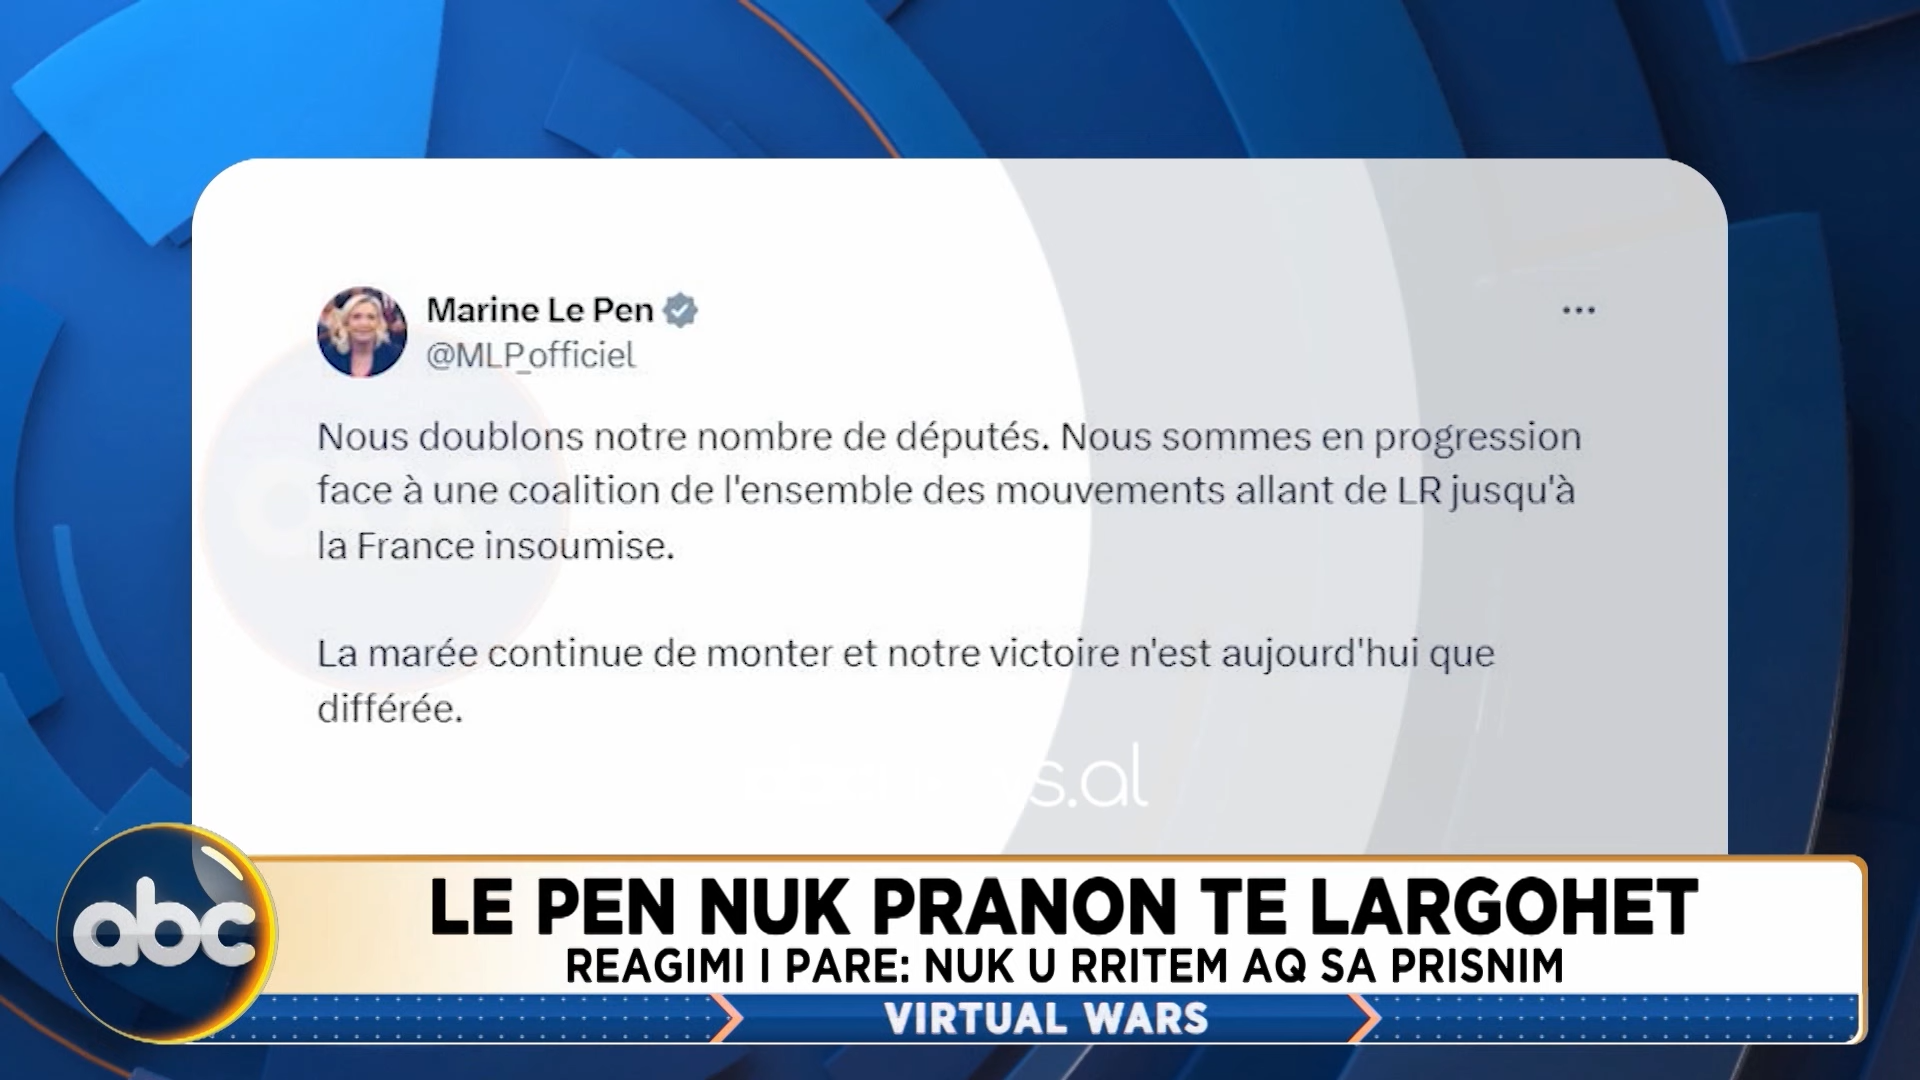 Marine Le Pen
@MLP_officiel
Nous doublons notre nombre de députés. Nous sommes en progression
face à une coalition de l'ensemble des mouvements allant de LR jusqu'à
la France insoumise.
La marée continue de monter et notre victoire n'est aujourd'hui que
différée.
s.al
abc
LE PEN NUK PRANON TE LARGOHET
REAGIMI I PARE: NUK U RRITEM AQ SA PRISNIM
VIRTUAL WARS